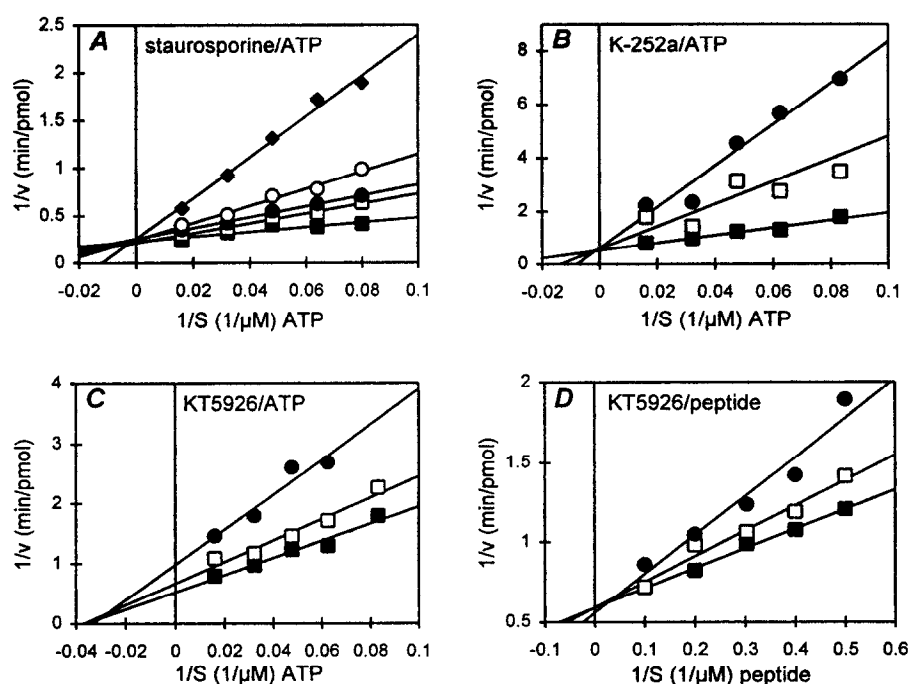 A staurosporine/ATP
2.5
2
1.5
1
0.5
0
1/v (min/pmol)
-0.02 0 0.02 0.04 0.06 0.08 0.1
1/S (1/µM) ATP
B K-252a/ATP
8
6
4
2
0
1/v (min/pmol)
-0.02 0 0.02 0.04 0.06 0.08 0.1
1/S (1/µM) ATP
C KT5926/ATP
4
3
2
1
0
1/v (min/pmol)
-0.04 -0.02 0 0.02 0.04 0.06 0.08 0.1
1/S (1/µM) ATP
D KT5926/peptide
2
1.5
1
0.5
1/v (min/pmol)
-0.1 0 0.1 0.2 0.3 0.4 0.5 0.6
1/S (1/µM) peptide